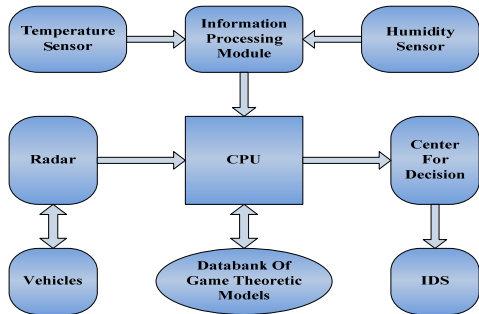 Temperature
Sensor
Information
Processing
Module
Humidity
Sensor
Radar
CPU
Center
For
Decision
Vehicles
Databank Of
Game Theoretic
Models
IDS